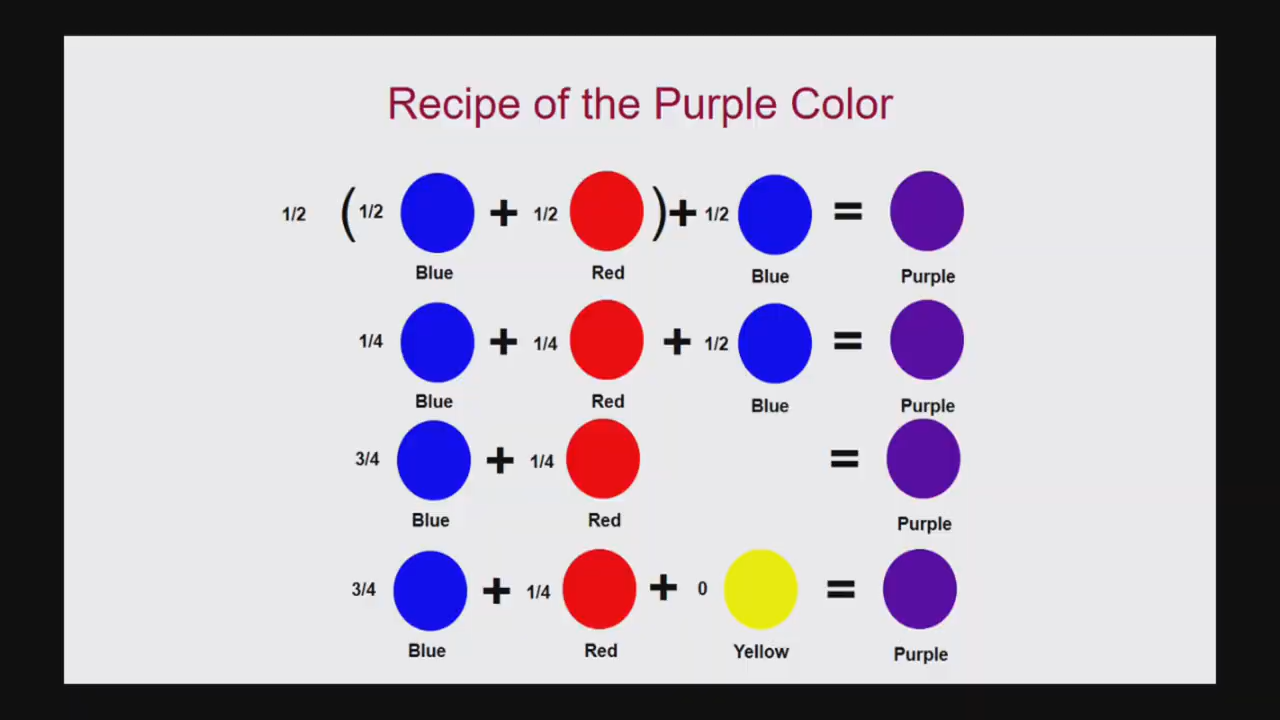 Recipe of the Purple Color
1/2 ( 1/2 + 1/2 ) + 1/2 =
Blue Red Blue Purple
1/4 + 1/4 + 1/2 =
Blue Red Blue Purple
3/4 + 1/4 =
Blue Red Purple
3/4 + 1/4 + 0 =
Blue Red Yellow Purple